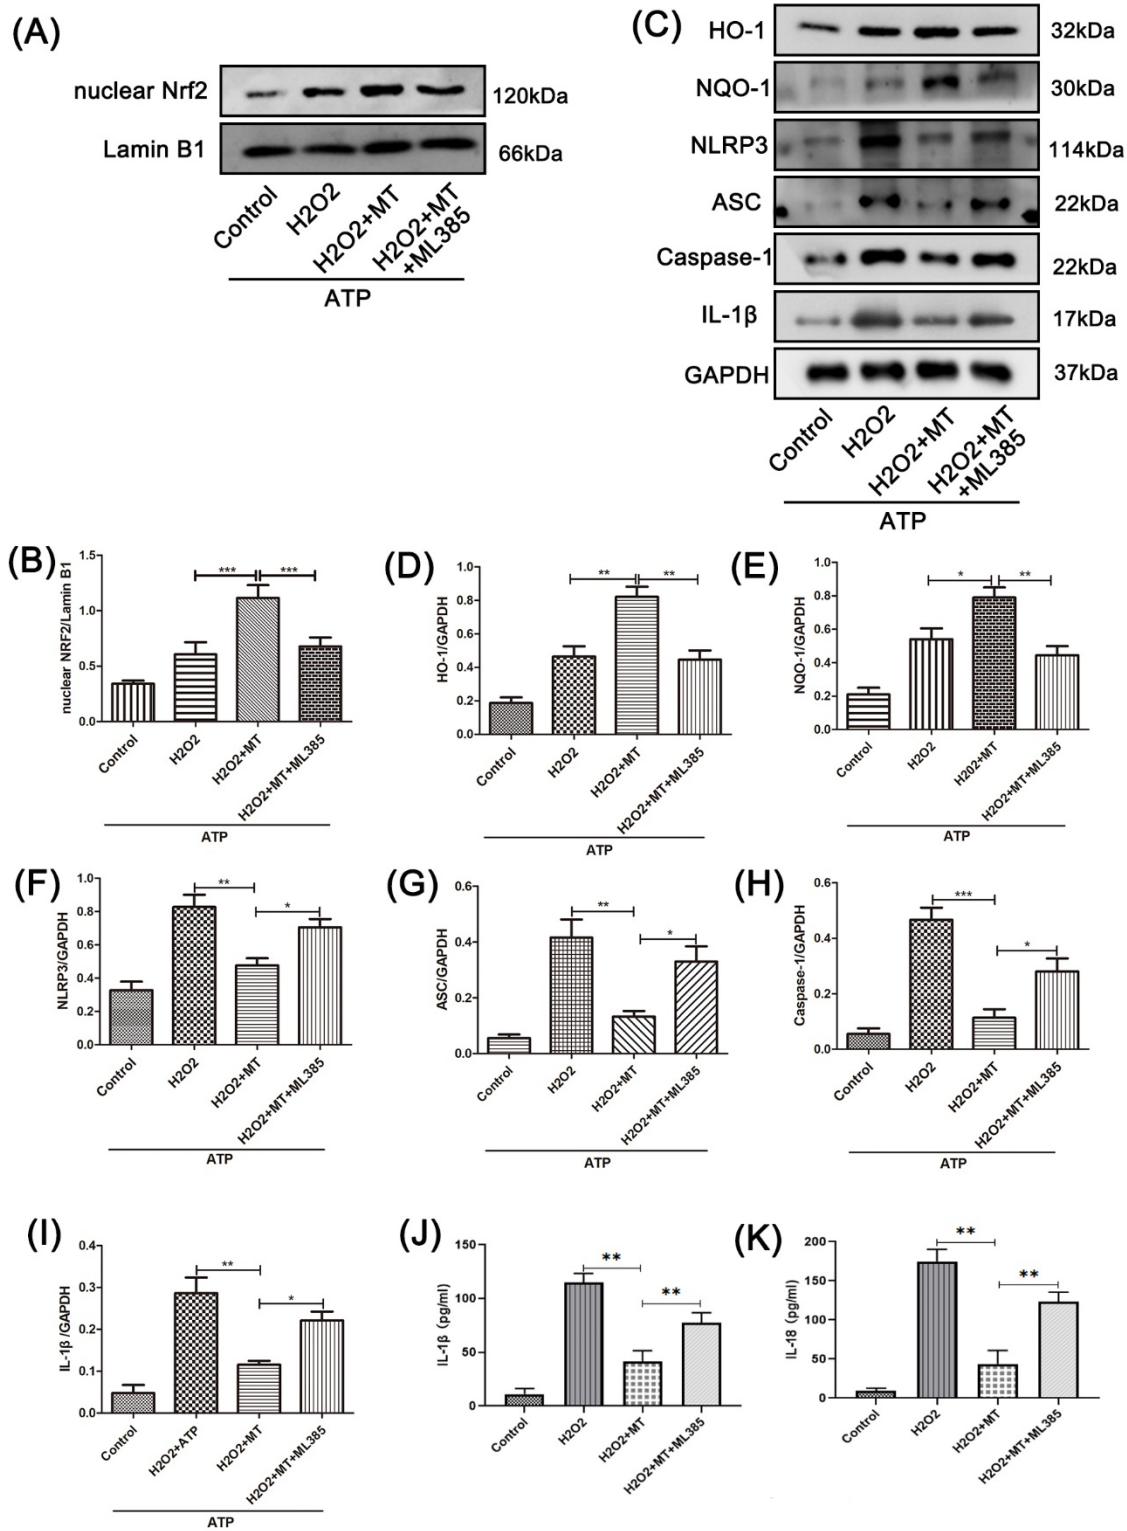 (A)
nuclear Nrf2
120kDa
Lamin B1
66kDa
Control
H2O2
H2O2+MT
H2O2+MT
+ML385
ATP
(C)
HO-1
32kDa
NQO-1
30kDa
NLRP3
114kDa
ASC
22kDa
Caspase-1
22kDa
IL-1β
17kDa
GAPDH
37kDa
Control
H2O2
H2O2+MT
H2O2+MT
+ML385
ATP
(B)
nuclear NRF2/Lamin B1
1.5
1.0
0.5
0.0
*** ***
Control
H2O2
H2O2+MT
H2O2+MT+ML385
ATP
(D)
HO-1/GAPDH
1.0
0.8
0.6
0.4
0.2
0.0
** **
Control
H2O2
H2O2+MT
H2O2+MT+ML385
ATP
(E)
NQO-1/GAPDH
1.0
0.8
0.6
0.4
0.2
0.0
* **
Control
H2O2
H2O2+MT
H2O2+MT+ML385
ATP
(F)
NLRP3/GAPDH
1.0
0.8
0.6
0.4
0.2
0.0
**
*
Control
H2O2
H2O2+MT
H2O2+MT+ML385
ATP
(G)
ASC/GAPDH
0.6
0.4
0.2
0.0
**
*
Control
H2O2
H2O2+MT
H2O2+MT+ML385
ATP
(H)
Caspase-1/GAPDH
0.6
0.4
0.2
0.0
***
*
Control
H2O2
H2O2+MT
H2O2+MT+ML385
ATP
(I)
IL-1β /GAPDH
0.4
0.3
0.2
0.1
0.0
**
*
Control
H2O2+ATP
H2O2+MT
H2O2+MT+ML385
ATP
(J)
IL-1β (pg/ml)
150
100
50
0
**
**
Control
H2O2
H2O2+MT
H2O2+MT+ML385
(K)
IL-18 (pg/ml)
200
150
100
50
0
**
**
Control
H2O2
H2O2+MT
H2O2+MT+ML385